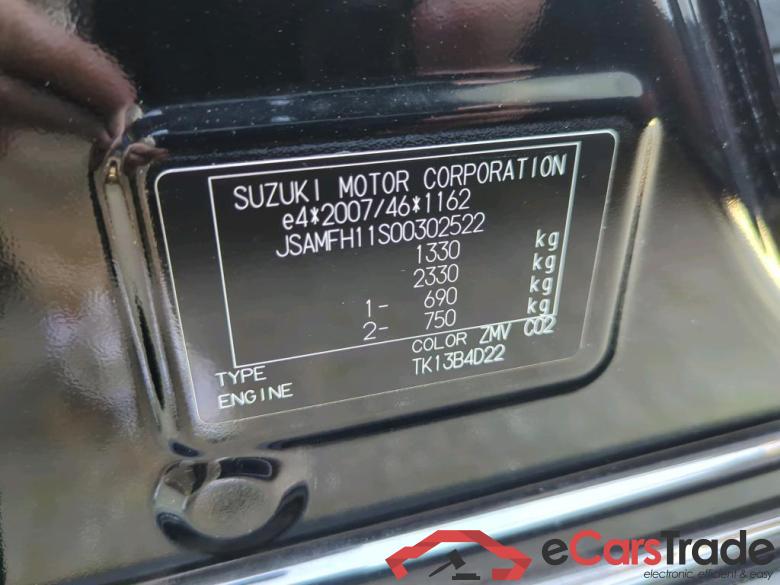 SUZUKI MOTOR CORPORATION
e4*2007/46*1162
JSAMFH11S00302522
1330 kg
2330 kg
1- 690 kg
2- 750 kg
COLOR ZMV C02
TYPE TK13B4D22
ENGINE
eCarsTrade
electronic, efficient & easy